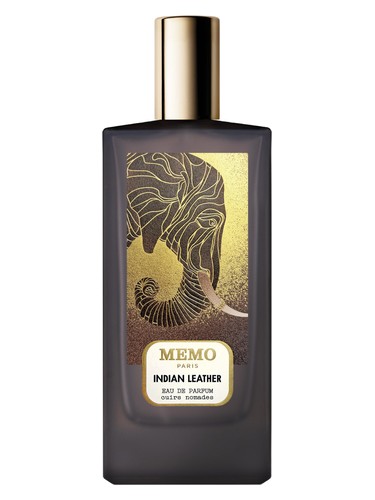 MEMO
PARIS
INDIAN LEATHER
EAU DE PARFUM
cuirs nomades